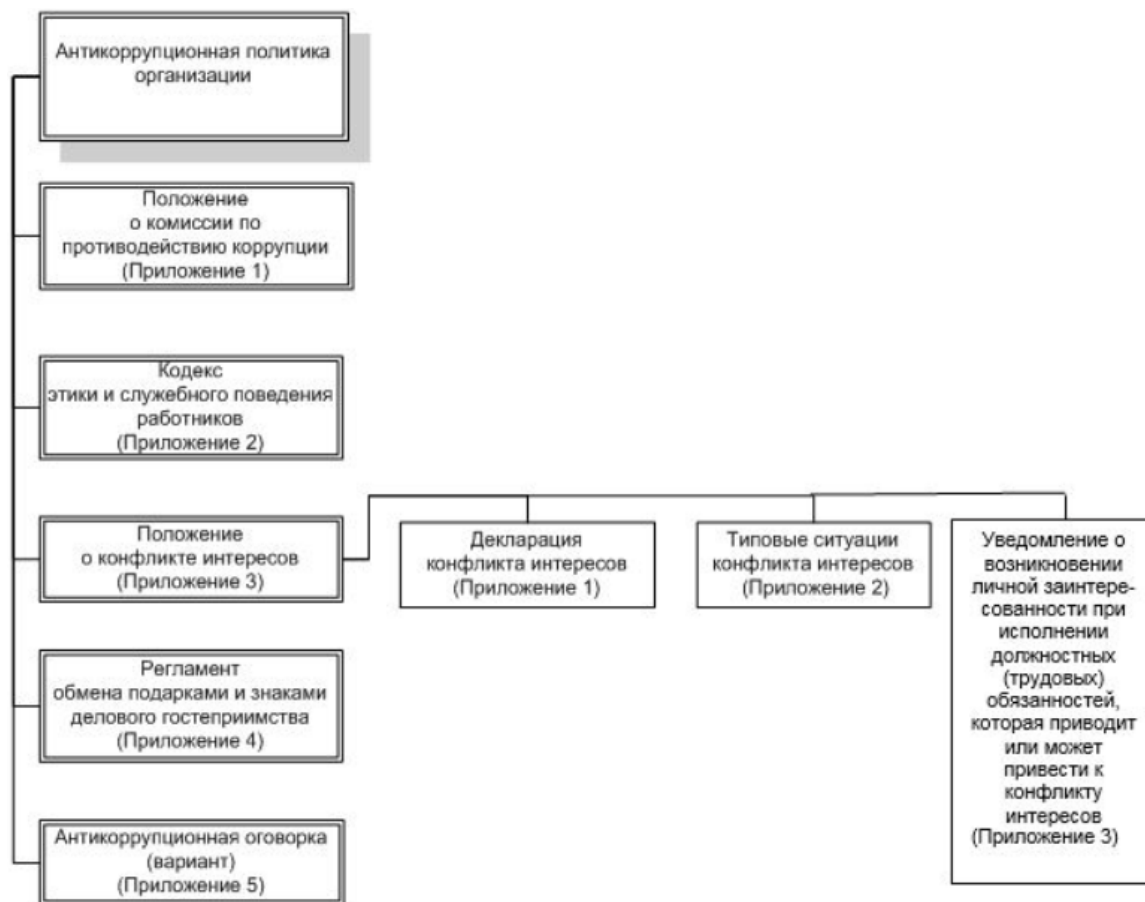 Антикоррупционная политика
организации
Положение
о комиссии по
противодействию коррупции
(Приложение 1)
Кодекс
этики и служебного поведения
работников
(Приложение 2)
Положение
о конфликте интересов
(Приложение 3)
Декларация
конфликта интересов
(Приложение 1)
Типовые ситуации
конфликта интересов
(Приложение 2)
Уведомление о
возникновении
личной заинтере-
сованности при
исполнении
должностных
(трудовых)
обязанностей,
которая приводит
или может
привести к
конфликту
интересов
(Приложение 3)
Регламент
обмена подарками и знаками
делового гостеприимства
(Приложение 4)
Антикоррупционная оговорка
(вариант)
(Приложение 5)